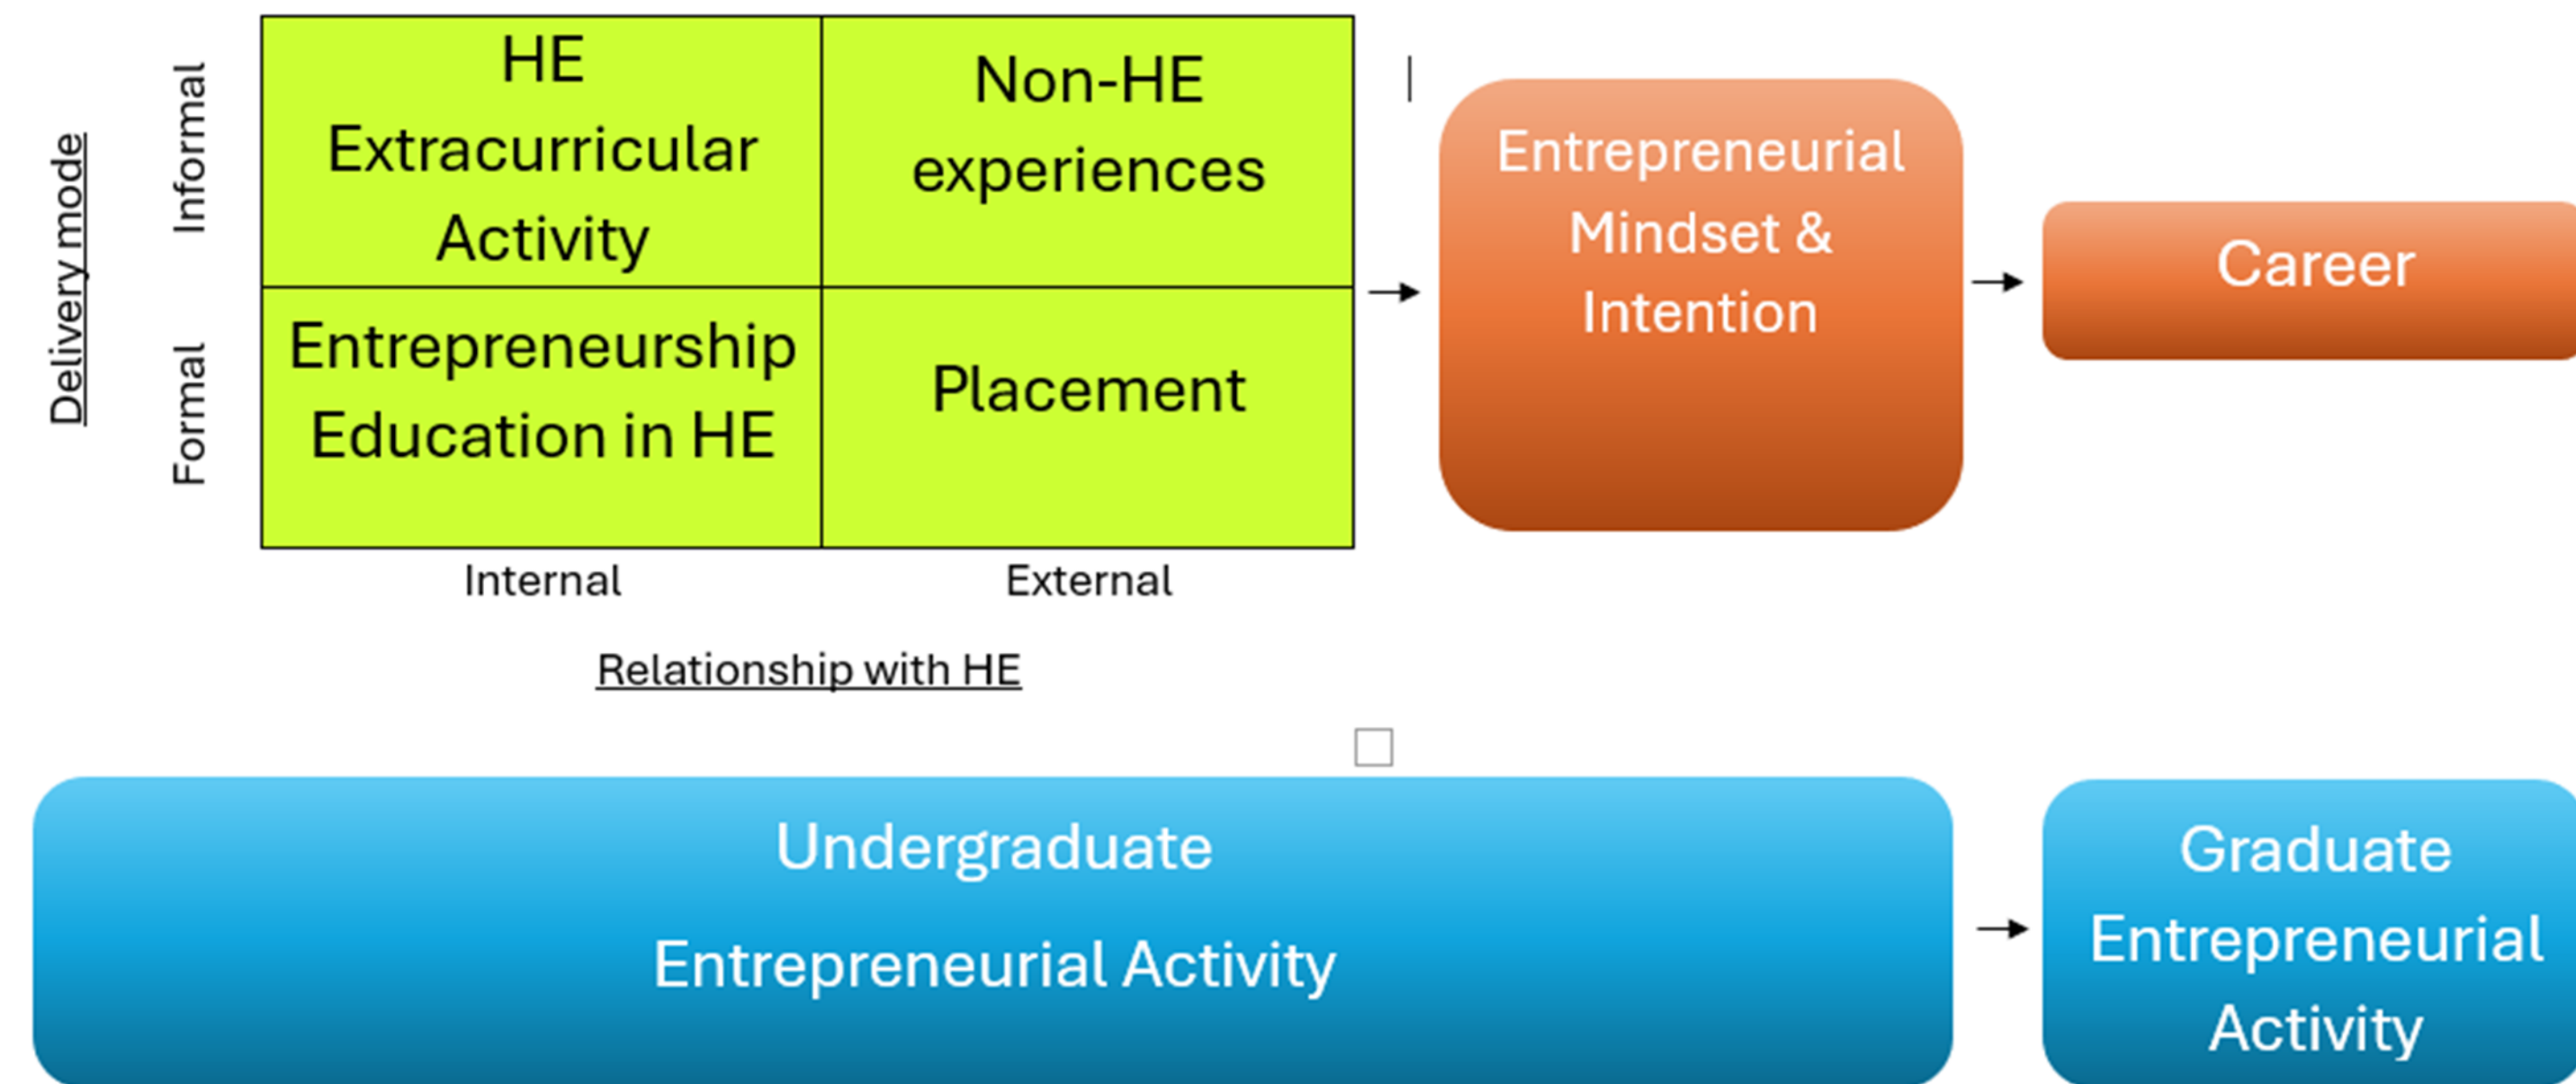 Delivery mode
Informal
Formal
HE
Extracurricular
Activity
Non-HE
experiences
Entrepreneurship
Education in HE
Placement
Internal
External
Relationship with HE
Entrepreneurial
Mindset &
Intention
Career
Undergraduate
Entrepreneurial Activity
Graduate
Entrepreneurial
Activity